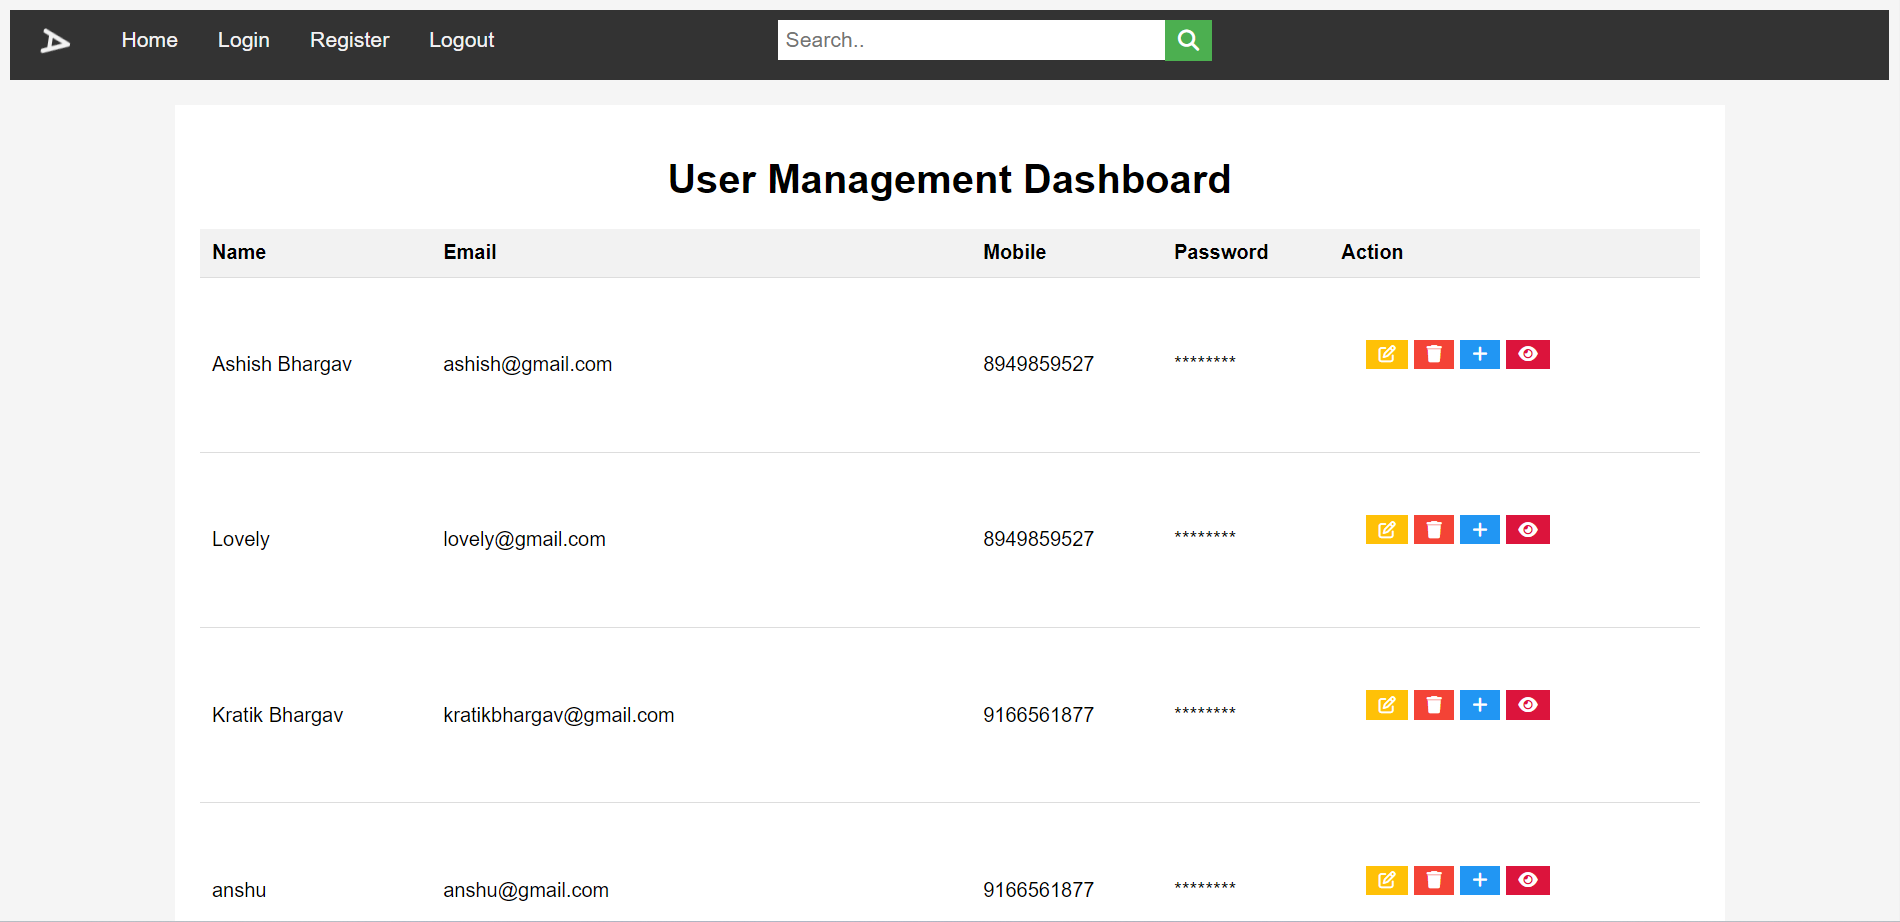 Home Login Register Logout Search..
User Management Dashboard
Name Email Mobile Password Action
Ashish Bhargav ashish@gmail.com 8949859527 ********
Lovely lovely@gmail.com 8949859527 ********
Kratik Bhargav kratikbhargav@gmail.com 9166561877 ********
anshu anshu@gmail.com 9166561877 ********